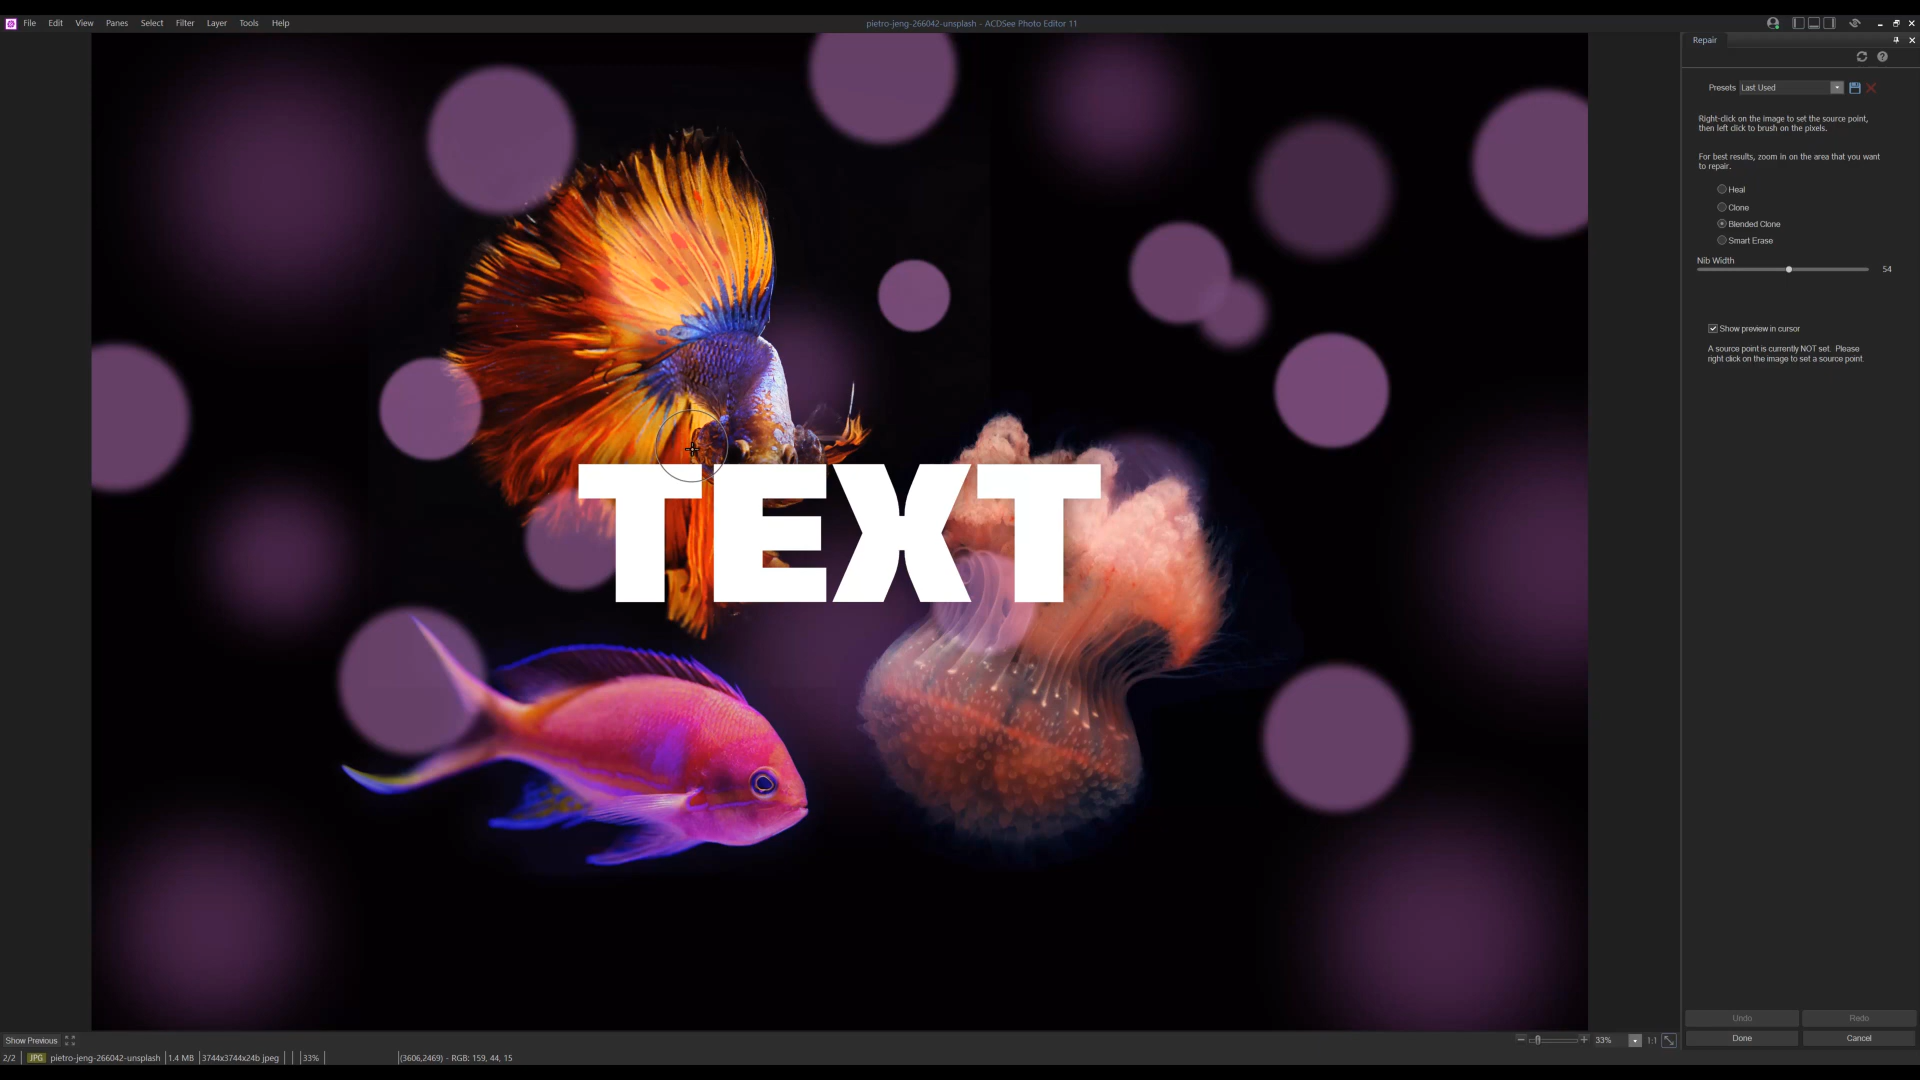 File Edit View Panes Select Filter Layer Tools Help
pietro-jeng-266042-unsplash - ACDSee Photo Editor 11
Repair
Presets Last Used
Right-click on the image to set the source point,
then left click to brush on the pixels.
For best results, zoom in on the area that you want
to repair.
Heal
Clone
Blended Clone
Smart Erase
Nib Width
54
Show preview in cursor
A source point is currently NOT set. Please
right click on the image to set a source point.
TEXT
Undo Redo
Done Cancel
Show Previous
33% 1:1
2/2 JPG pietro-jeng-266042-unsplash 1.4 MB 3744x3744x24b jpeg 33% (3606,2469) - RGB: 159, 44, 15